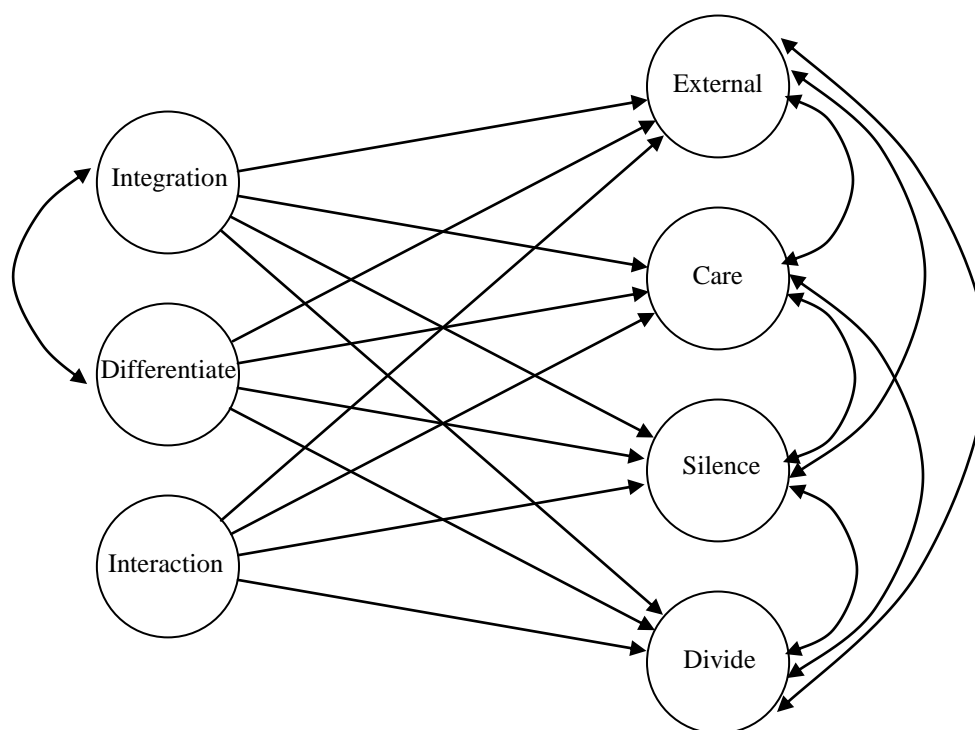 External
Integration
Care
Differentiate
Silence
Interaction
Divide